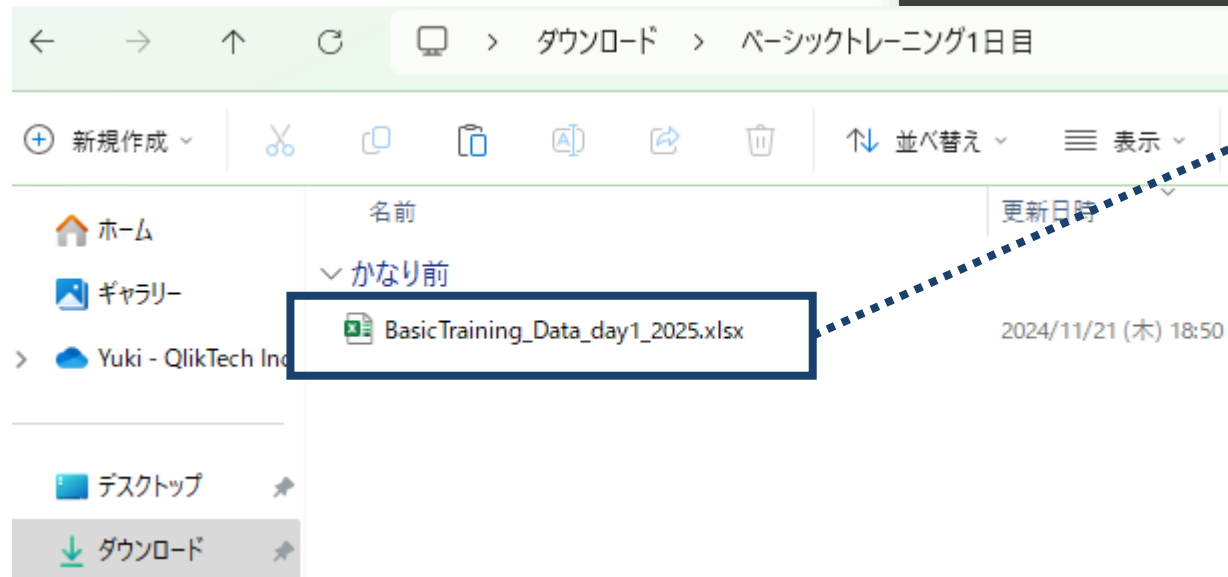 ダウンロード > ベーシックトレーニング1日目
新規作成
並べ替え
表示
名前
更新日時
ホーム
かなり前
ギャラリー
BasicTraining_Data_day1_2025.xlsx
2024/11/21 (木) 18:50
Yuki - QlikTech Inc
デスクトップ
ダウンロード